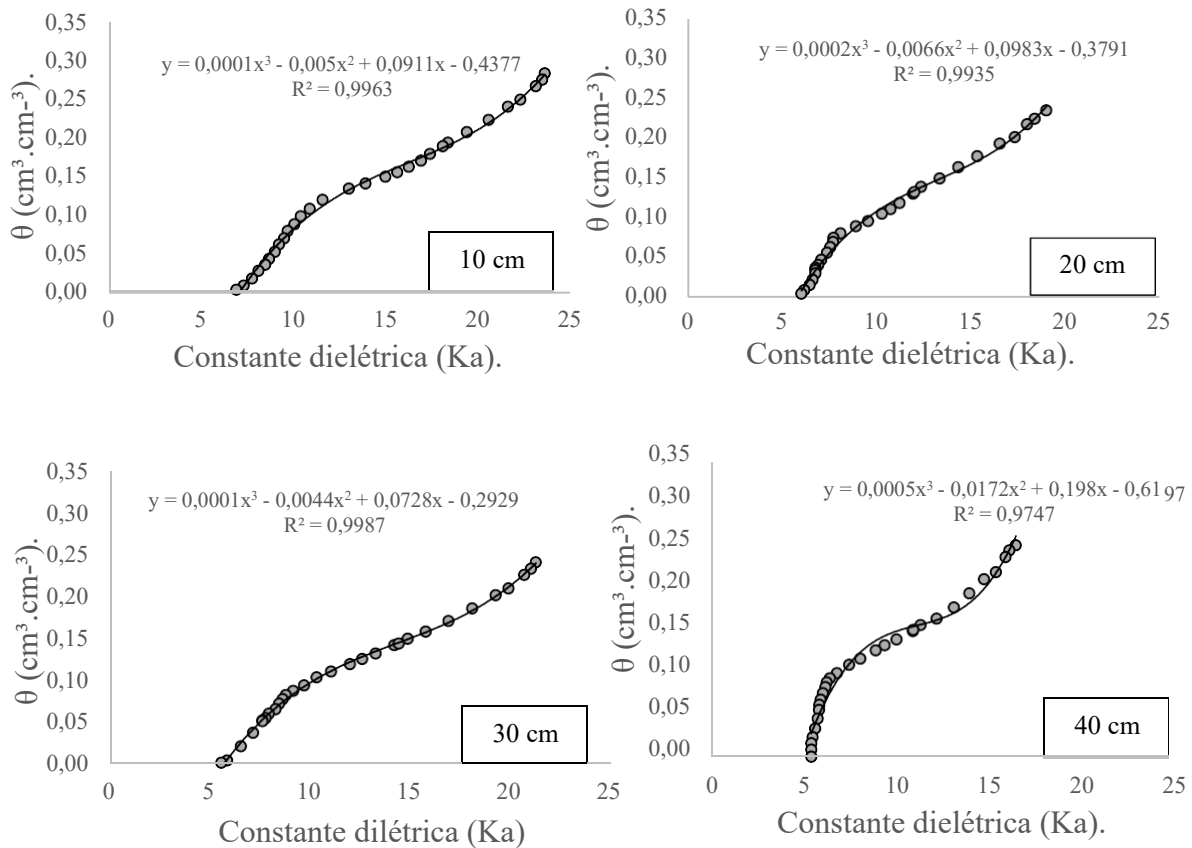 0,35
0,30
0,25
0,20
0,15
0,10
0,05
0,00
θ (cm³.cm-³).
y = 0,0001x³ - 0,005x² + 0,0911x - 0,4377
R² = 0,9963
10 cm
0 5 10 15 20 25
Constante dielétrica (Ka).
0,35
0,30
0,25
0,20
0,15
0,10
0,05
0,00
θ (cm³.cm-³).
y = 0,0002x³ - 0,0066x² + 0,0983x - 0,3791
R² = 0,9935
20 cm
0 5 10 15 20 25
Constante dielétrica (Ka).
0,35
0,30
0,25
0,20
0,15
0,10
0,05
0,00
θ (cm³.cm-³).
y = 0,0001x³ - 0,0044x² + 0,0728x - 0,2929
R² = 0,9987
30 cm
0 5 10 15 20 25
Constante dilétrica (Ka)
0,35
0,30
0,25
0,20
0,15
0,10
0,05
0,00
θ (cm³.cm-³).
y = 0,0005x³ - 0,0172x² + 0,198x - 0,6197
R² = 0,9747
40 cm
0 5 10 15 20 25
Constante dielétrica (Ka).